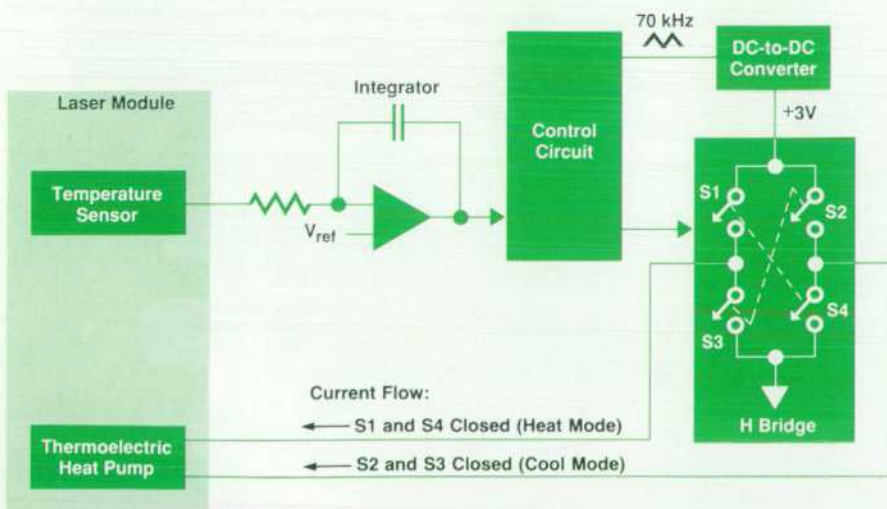 70 kHz
DC-to-DC
Converter
Laser Module
Integrator
+3V
Control
Circuit
Temperature
Sensor
S1
S2
Vref
S3
S4
Current Flow:
S1 and S4 Closed (Heat Mode)
H Bridge
Thermoelectric
Heat Pump
S2 and S3 Closed (Cool Mode)